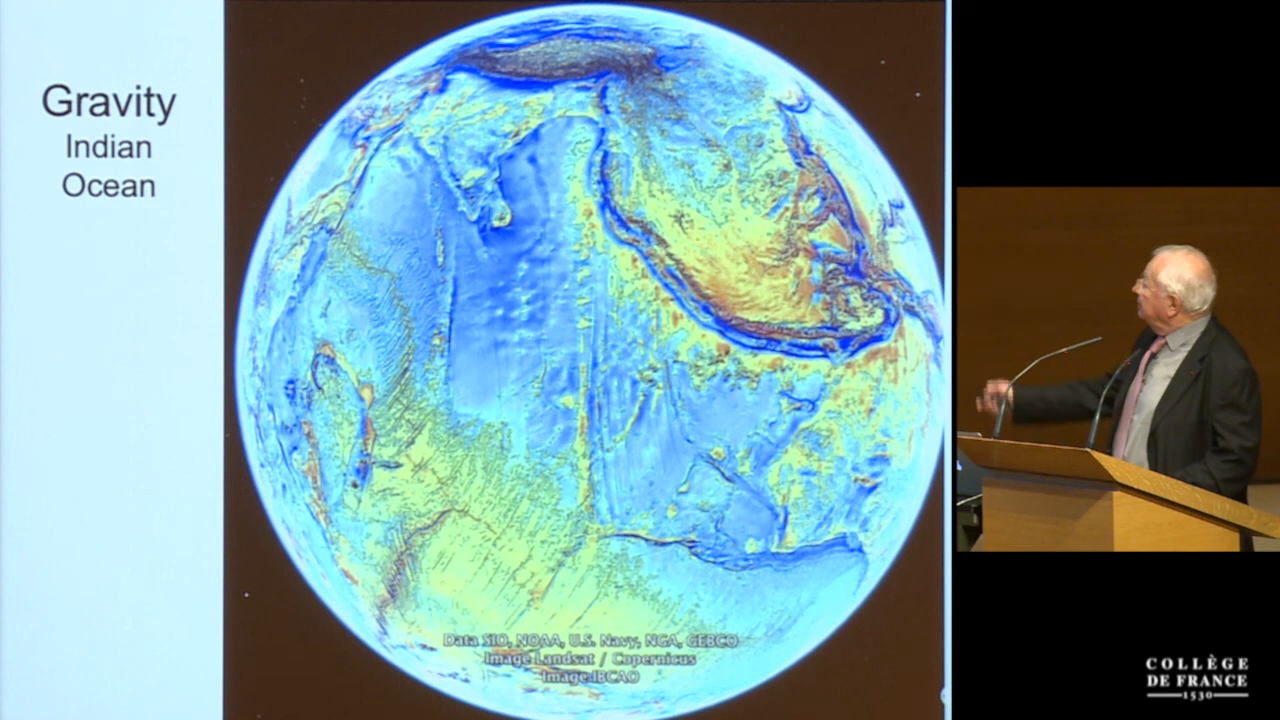 Gravity
Indian
Ocean
Data SIO, NOAA, U.S. Navy, NGA, GEBCO
Image Landsat / Copernicus
Image IBCAO
COLLÈGE
DE FRANCE
1530